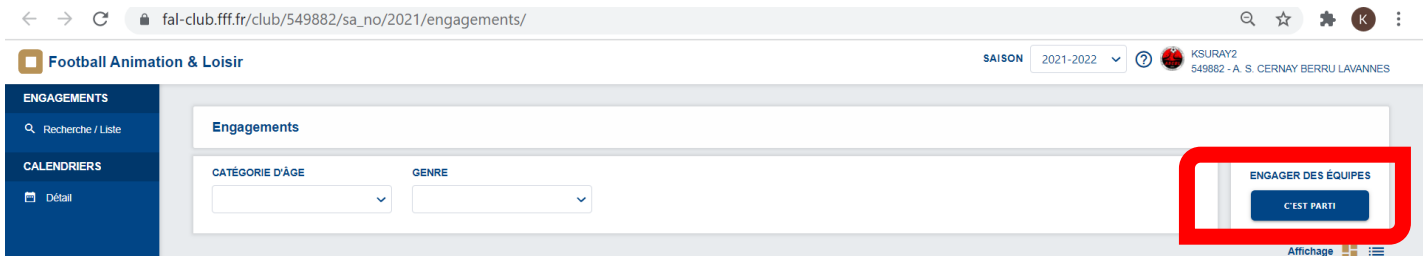 fal-club.fff.fr/club/549882/sa_no/2021/engagements/
K
Football Animation & Loisir
SAISON
2021-2022
KSURAY2
549882 - A. S. CERNAY BERRU LAVANNES
ENGAGEMENTS
Recherche / Liste
CALENDRIERS
Détail
Engagements
CATÉGORIE D'ÂGE
GENRE
ENGAGER DES ÉQUIPES
C'EST PARTI
Affichage